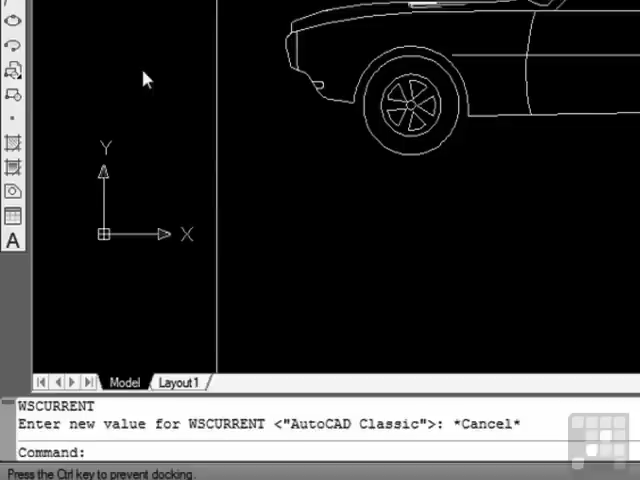 Y
X
A
Model Layout1
WSCURRENT
Enter new value for WSCURRENT <"AutoCAD Classic">: *Cancel*
Command:
Press the Ctrl key to prevent docking.